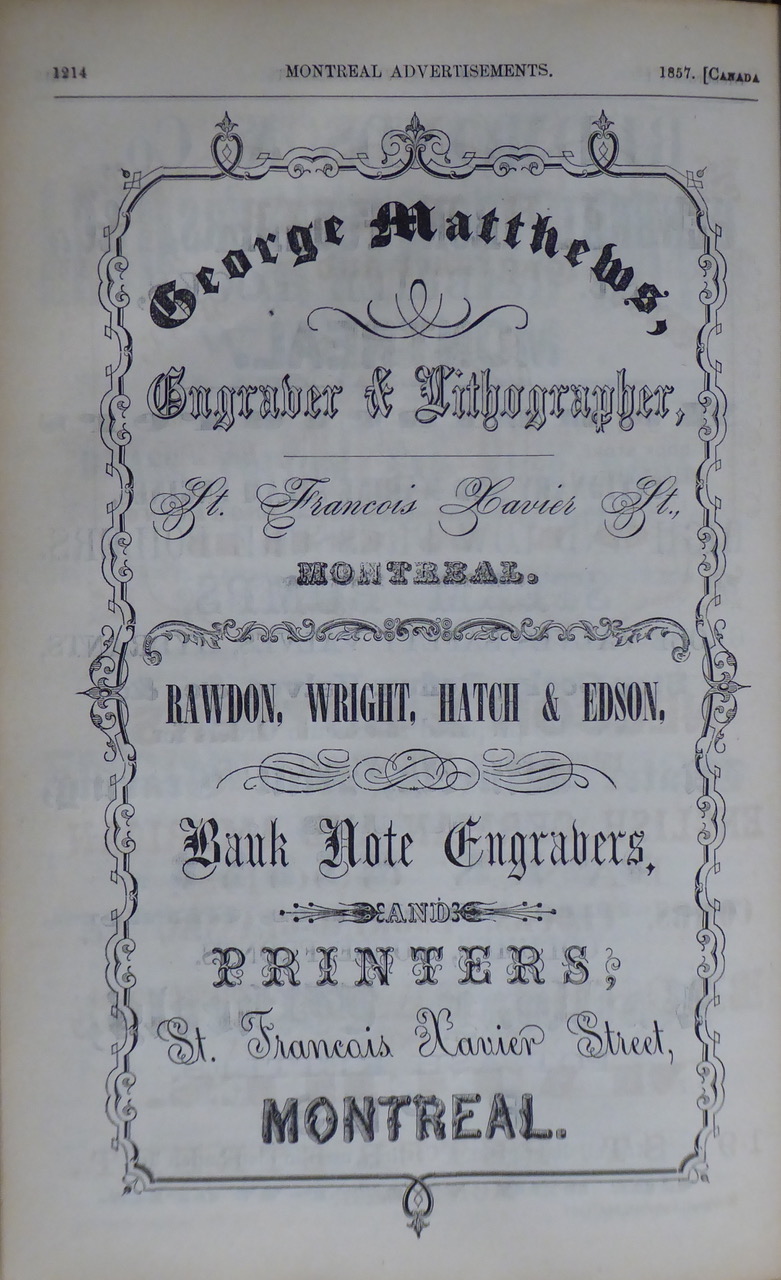 1214 MONTREAL ADVERTISEMENTS. 1857. [CANADA
George Matthews,
Engraver & Lithographer,
St. Francois Xavier St.,
MONTREAL.
RAWDON, WRIGHT, HATCH & EDSON,
Bank Note Engravers,
AND
PRINTERS,
St. Francois Xavier Street,
MONTREAL.